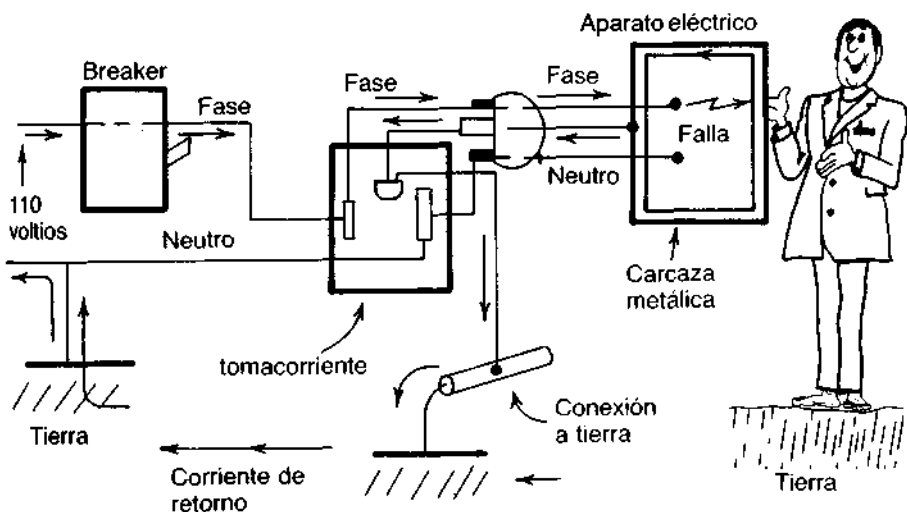 Aparato eléctrico
Breaker
Fase
Fase
Fase
Falla
110
voltios
Neutro
Neutro
Carcaza
metálica
tomacorriente
Conexión
a tierra
Tierra
Corriente de
retorno
Tierra